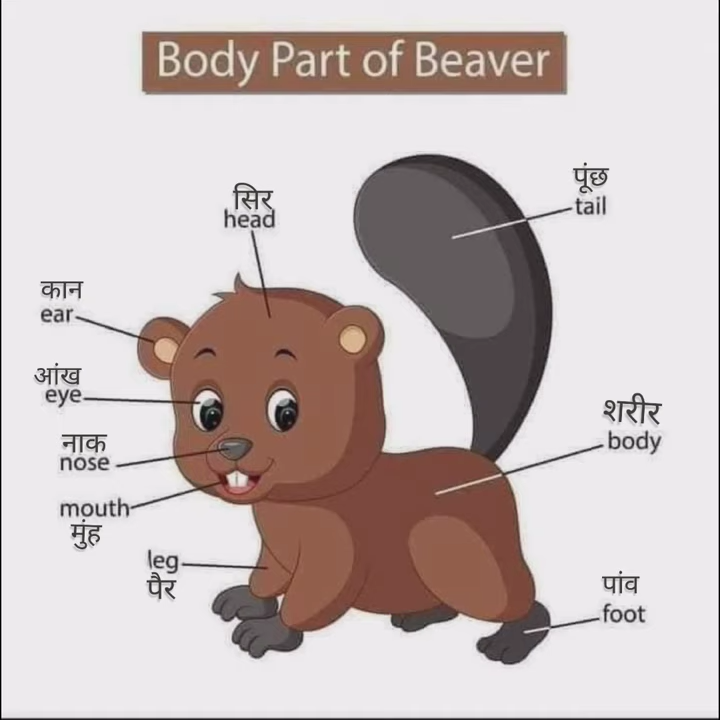 Body Part of Beaver
पूंछ
tail
सिर
head
कान
ear
आंख
eye
नाक
nose
mouth
मुंह
leg
पैर
शरीर
body
पांव
foot